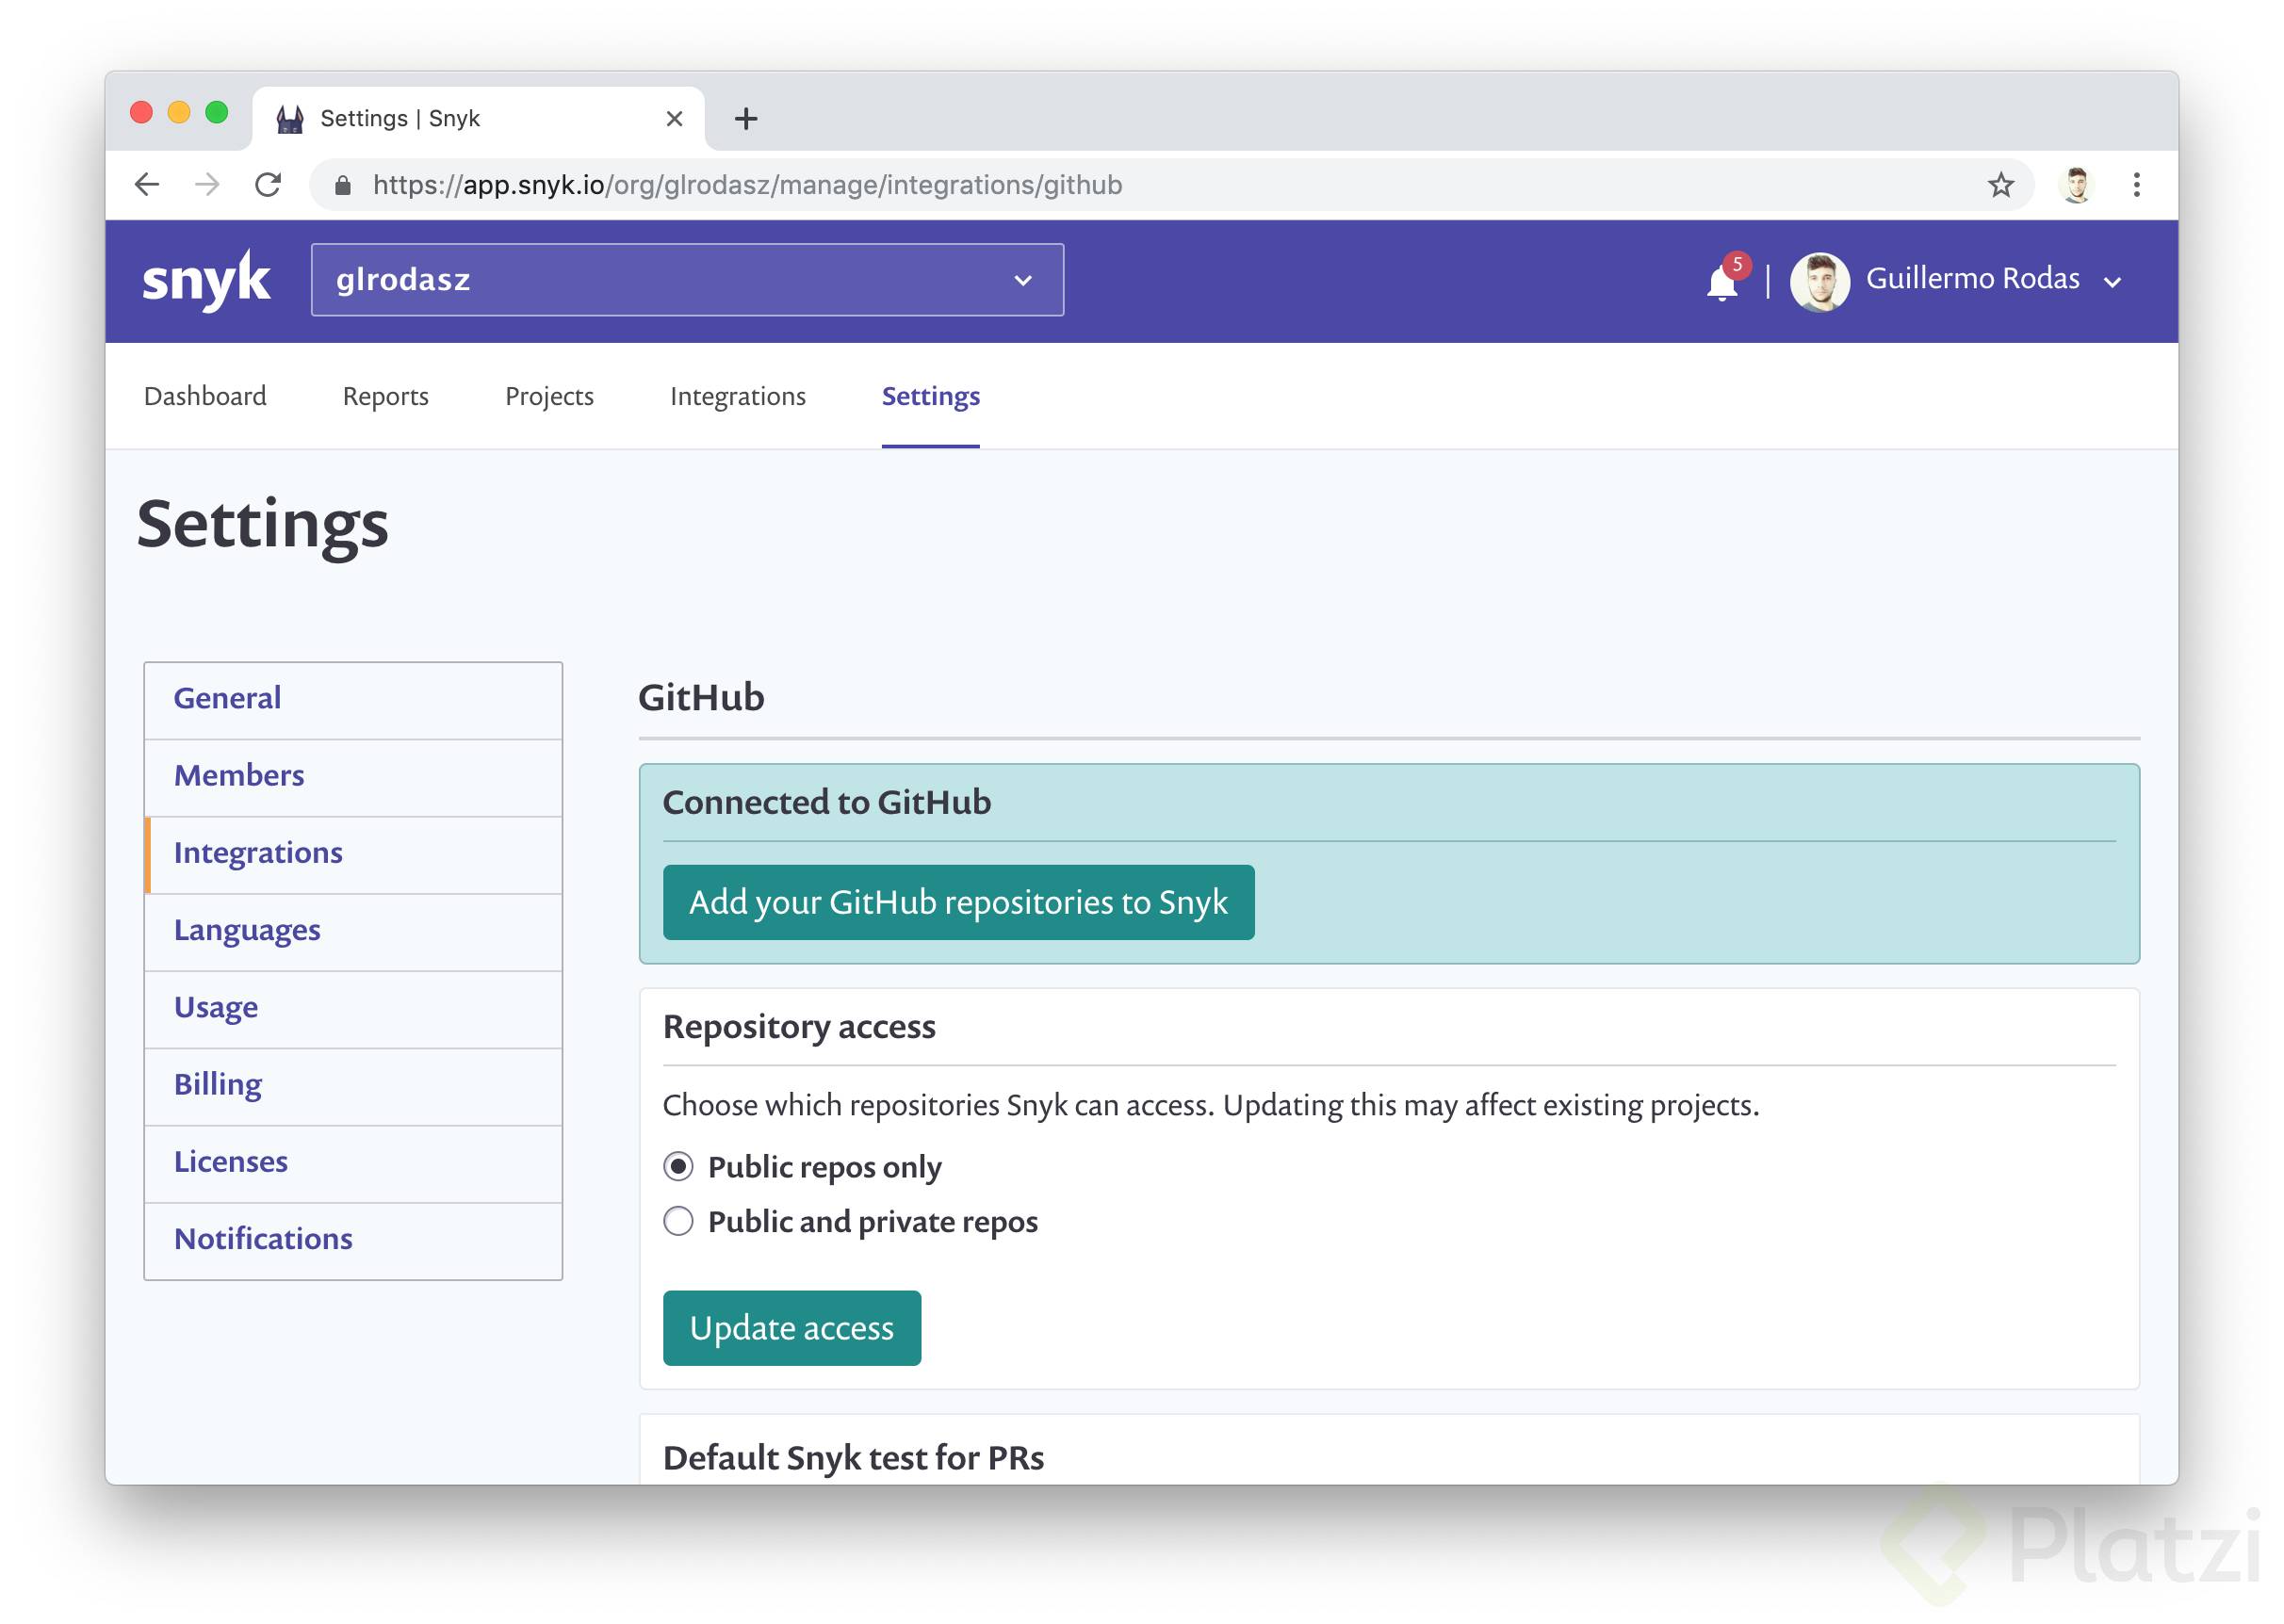 Settings | Snyk
https://app.snyk.io/org/glrodasz/manage/integrations/github
snyk
glrodasz
5
Guillermo Rodas
Dashboard
Reports
Projects
Integrations
Settings
Settings
General
Members
Integrations
Languages
Usage
Billing
Licenses
Notifications
GitHub
Connected to GitHub
Add your GitHub repositories to Snyk
Repository access
Choose which repositories Snyk can access. Updating this may affect existing projects.
Public repos only
Public and private repos
Update access
Default Snyk test for PRs
Platzi